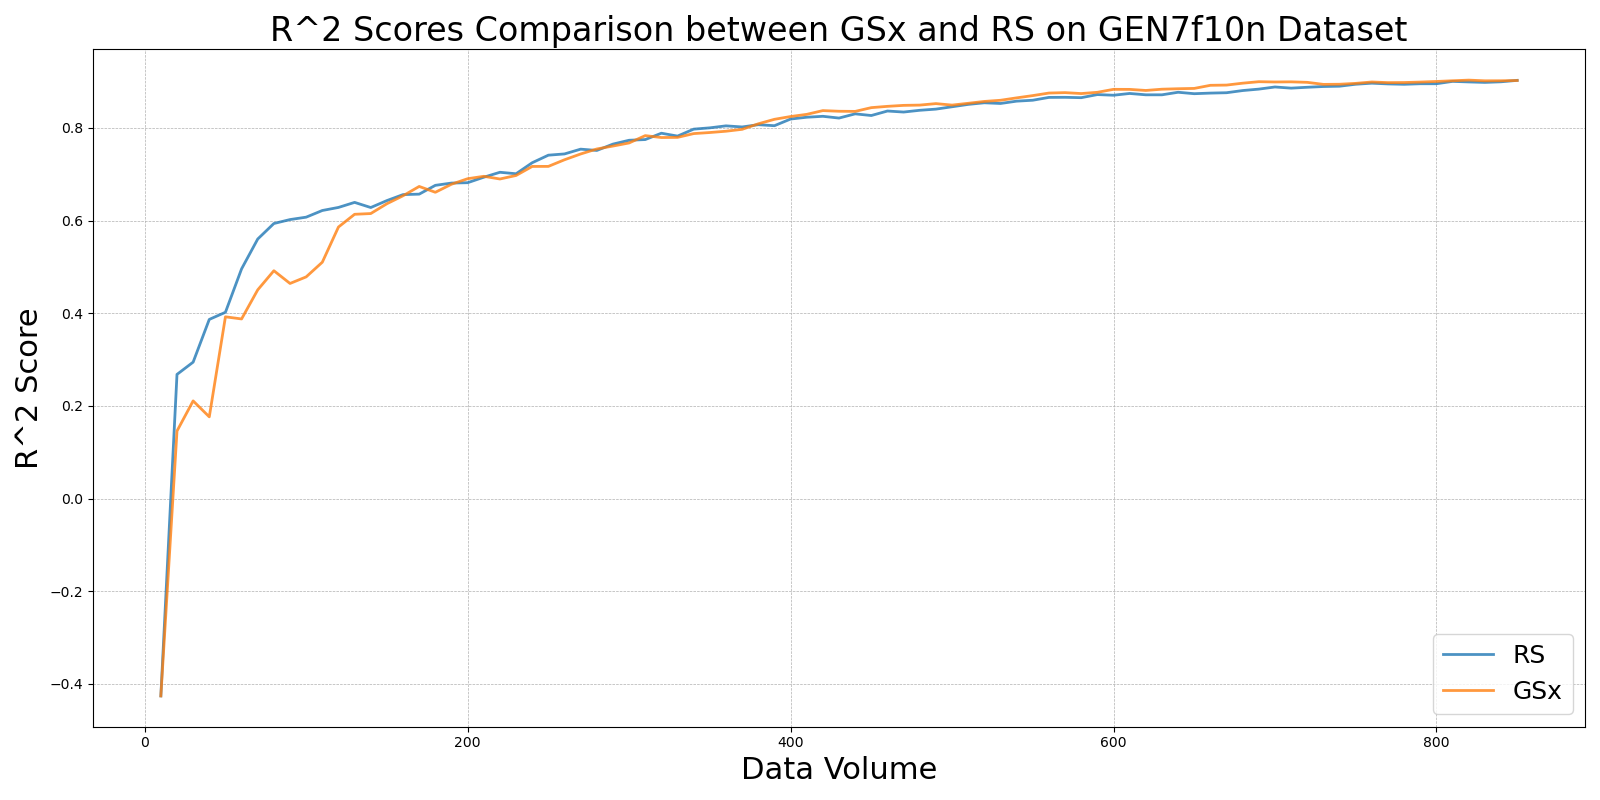 R^2 Scores Comparison between GSx and RS on GEN7f10n Dataset
R^2 Score
0.8
0.6
0.4
0.2
0.0
−0.2
−0.4
0 200 400 600 800
Data Volume
RS
GSx